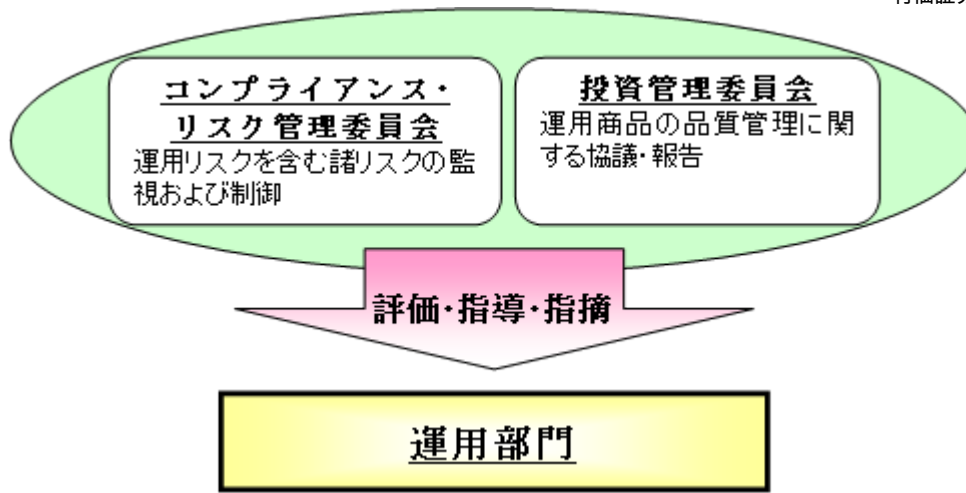 コンプライアンス・
リスク管理委員会
運用リスクを含む諸リスクの監
視および制御
投資管理委員会
運用商品の品質管理に関
する協議・報告
評価・指導・指摘
運用部門